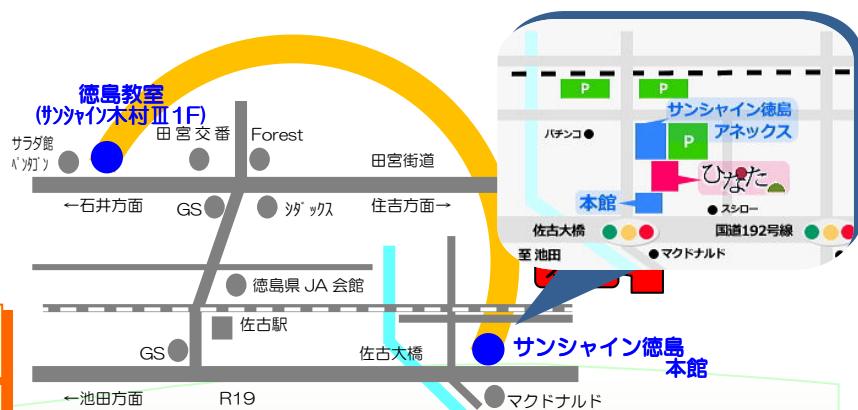 徳島教室
(サンシャイン木村Ⅲ1F)
サラダ館
ペンタゴン
田宮交番
Forest
田宮街道
←石井方面
GS
シダックス
住吉方面→
徳島県JA会館
佐古駅
GS
佐古大橋
サンシャイン徳島
本館
←池田方面
R19
マクドナルド
P
P
サンシャイン徳島
アネックス
パチンコ
P
ひなた
本館
スシロー
佐古大橋
国道192号線
至 池田
マクドナルド